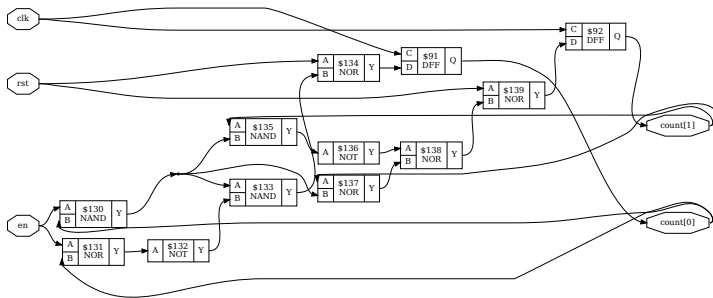 clk
C
$92
Q
D
DFF
A
$134
Y
B
NOR
C
$91
Q
D
DFF
rst
A
$139
Y
B
NOR
A
$135
Y
B
NAND
count[1]
A
$136
Y
NOT
A
$138
Y
B
NOR
A
$137
Y
B
NOR
A
$133
Y
B
NAND
A
$130
Y
B
NAND
en
count[0]
A
$131
Y
B
NOR
A
$132
Y
NOT